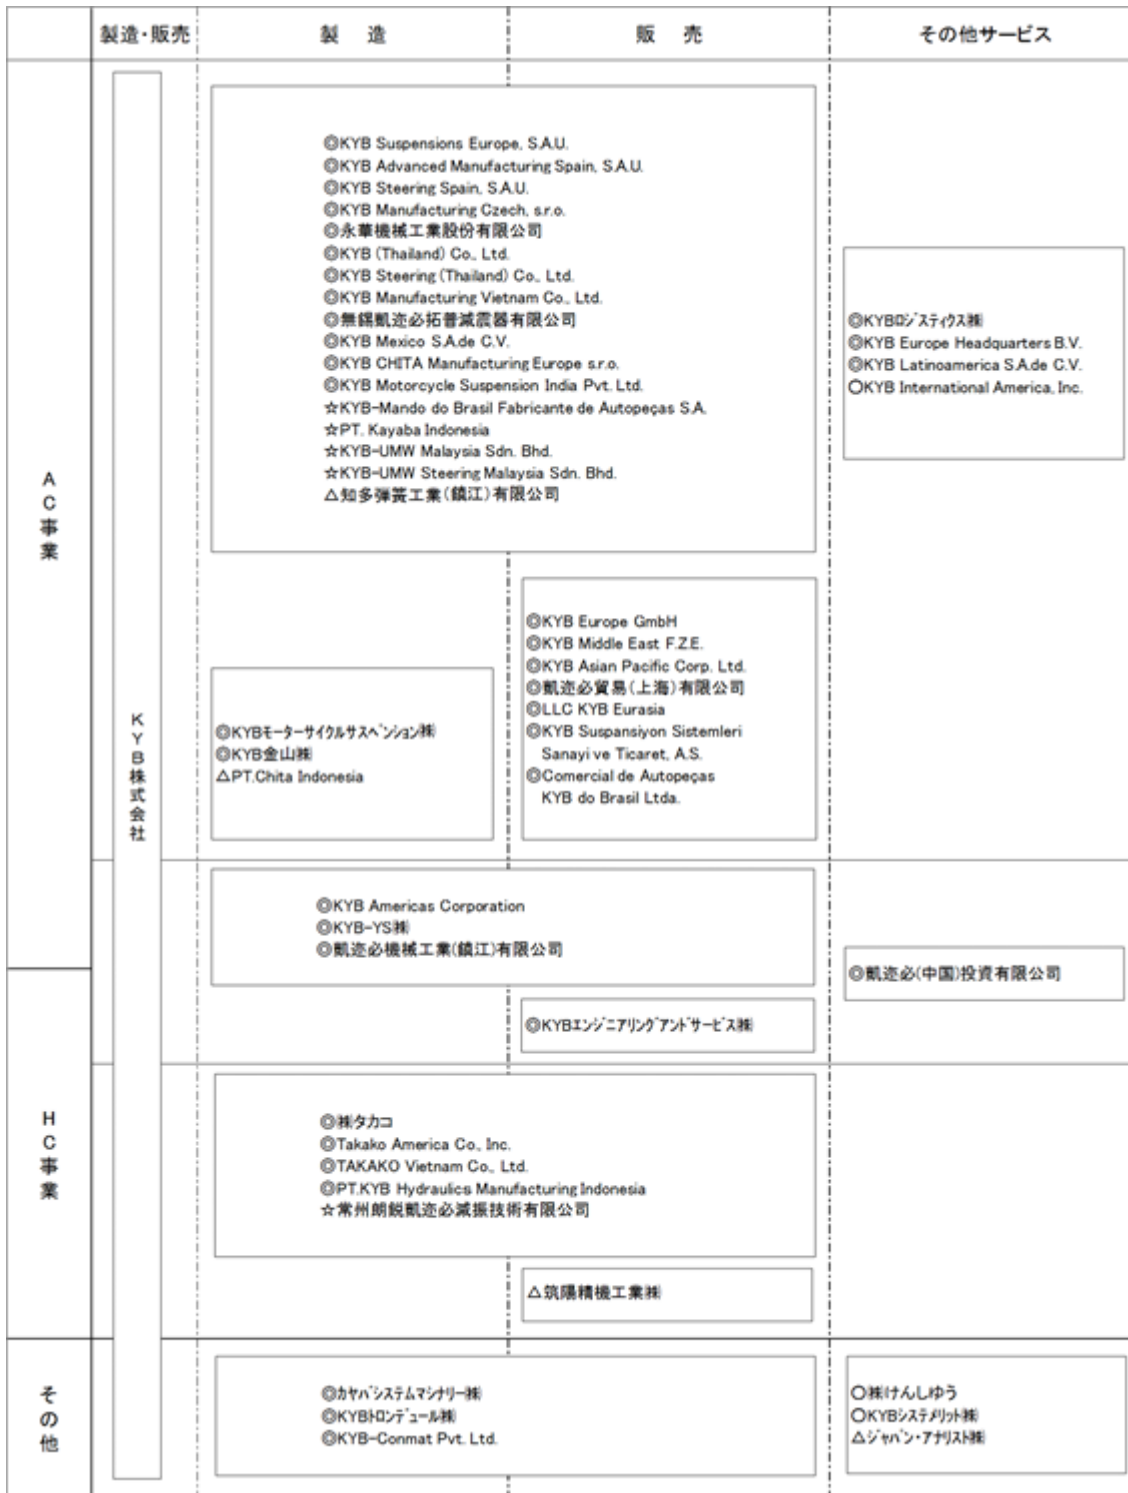 製造・販売
製 造
販 売
その他サービス
AC事業
KYB株式会社
◎KYB Suspensions Europe, S.A.U.
◎KYB Advanced Manufacturing Spain, S.A.U.
◎KYB Steering Spain, S.A.U.
◎KYB Manufacturing Czech, s.r.o.
◎永華機械工業股份有限公司
◎KYB (Thailand) Co., Ltd.
◎KYB Steering (Thailand) Co., Ltd.
◎KYB Manufacturing Vietnam Co., Ltd.
◎無錫凱迩必拓普減震器有限公司
◎KYB Mexico S.A.de C.V.
◎KYB CHITA Manufacturing Europe s.r.o.
◎KYB Motorcycle Suspension India Pvt. Ltd.
☆KYB-Mando do Brasil Fabricante de Autopeças S.A.
☆PT. Kayaba Indonesia
☆KYB-UMW Malaysia Sdn. Bhd.
☆KYB-UMW Steering Malaysia Sdn. Bhd.
△知多弾簧工業(鎮江)有限公司
◎KYBロジスティクス㈱
◎KYB Europe Headquarters B.V.
◎KYB Latinoamerica S.A.de C.V.
○KYB International America, Inc.
◎KYBモーターサイクルサスペンション㈱
◎KYB金山㈱
△PT.Chita Indonesia
◎KYB Europe GmbH
◎KYB Middle East F.Z.E.
◎KYB Asian Pacific Corp. Ltd.
◎凱迩必貿易(上海)有限公司
◎LLC KYB Eurasia
◎KYB Suspansiyon Sistemleri
Sanayi ve Ticaret, A.S.
◎Comercial de Autopeças
KYB do Brasil Ltda.
◎KYB Americas Corporation
◎KYB-YS㈱
◎凱迩必機械工業(鎮江)有限公司
◎凱迩必(中国)投資有限公司
◎KYBエンジニアリングアンドサービス㈱
HC事業
◎㈱タカコ
◎Takako America Co., Inc.
◎TAKAKO Vietnam Co., Ltd.
◎PT.KYB Hydraulics Manufacturing Indonesia
☆常州朗鋭凱迩必減振技術有限公司
△筑陽精機工業㈱
その他
◎カヤバシステムマシナリー㈱
◎KYBトロンデュール㈱
◎KYB-Conmat Pvt. Ltd.
○㈱けんしゆう
○KYBシステメリット㈱
△ジャパン・アナリスト㈱